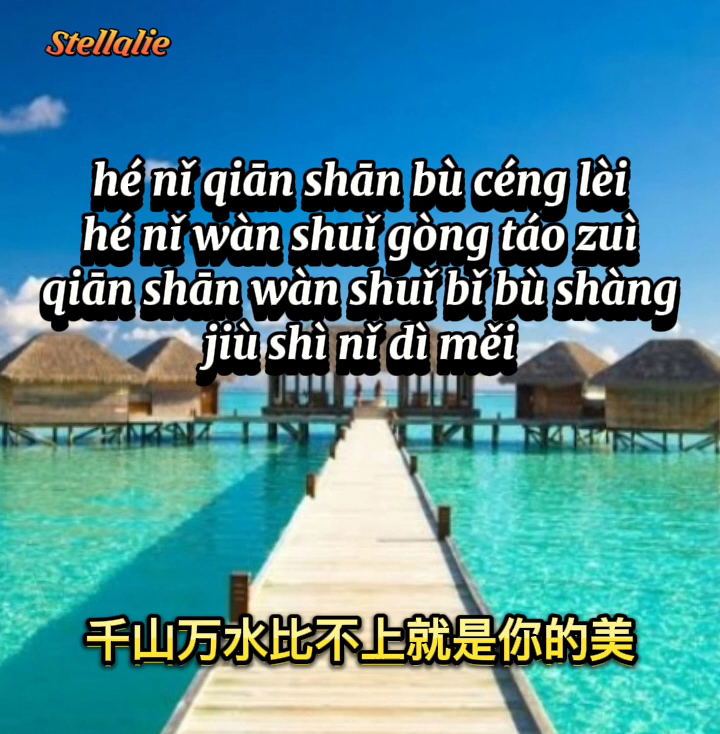 Stellalie
hé nǐ qiān shān bù céng lèi
hé nǐ wàn shuǐ gòng táo zuì
qiān shān wàn shuǐ bǐ bù shàng
jiù shì nǐ dì měi
千山万水比不上就是你的美